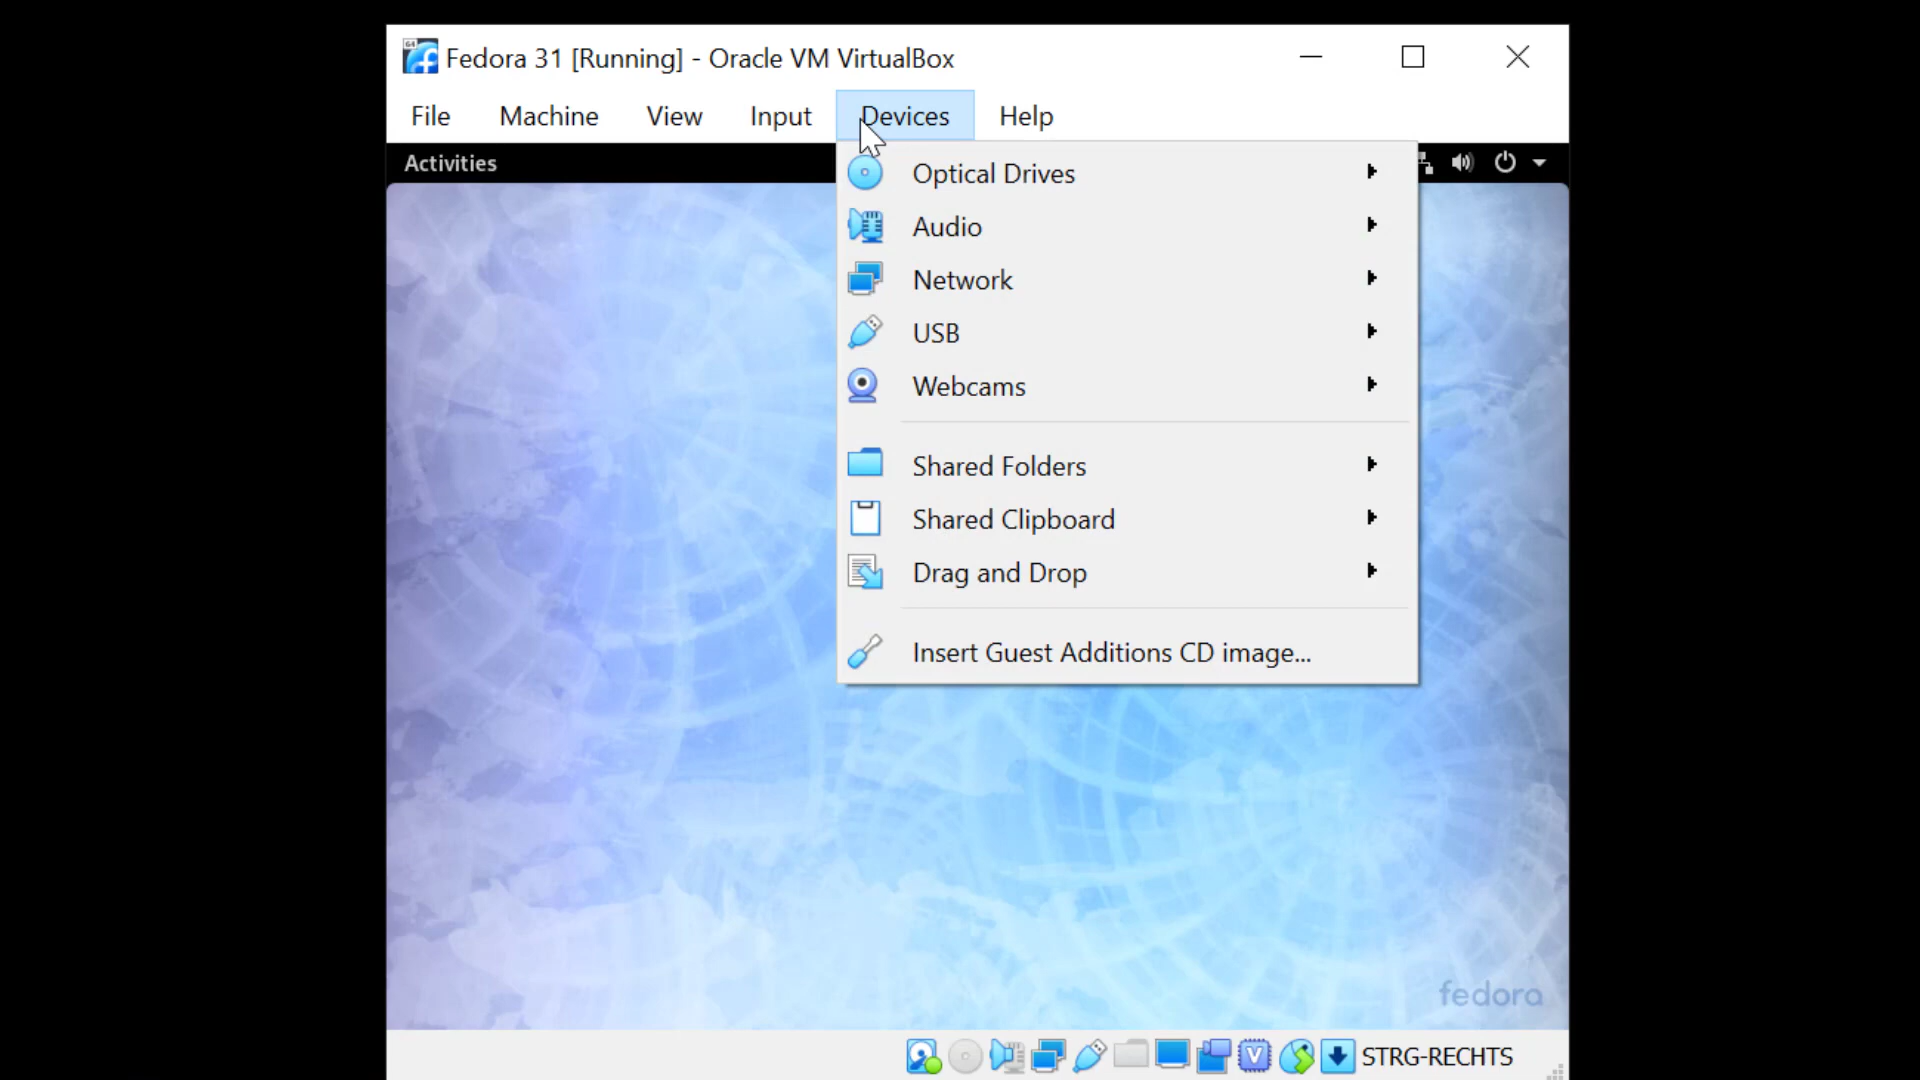 Fedora 31 [Running] - Oracle VM VirtualBox
File Machine View Input Devices Help
Activities
Optical Drives
Audio
Network
USB
Webcams
Shared Folders
Shared Clipboard
Drag and Drop
Insert Guest Additions CD image...
fedora
STRG-RECHTS